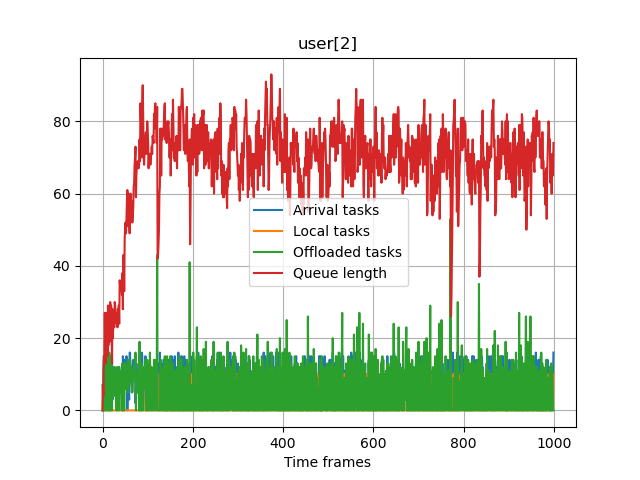 user[2]
80
60
40
20
0
Arrival tasks
Local tasks
Offloaded tasks
Queue length
0 200 400 600 800 1000
Time frames